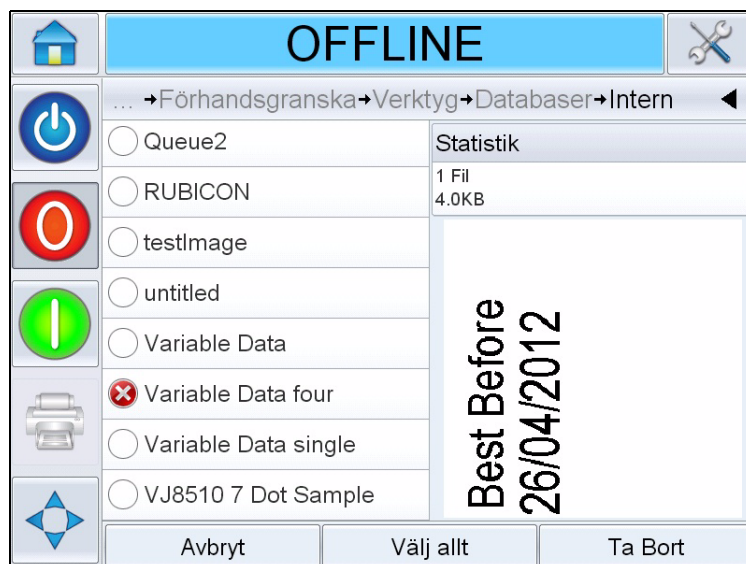 OFFLINE
... →Förhandsgranska→Verktyg→Databaser→Intern
Queue2
RUBICON
testImage
untitled
Variable Data
Variable Data four
Variable Data single
VJ8510 7 Dot Sample
Statistik
1 Fil
4.0KB
Best Before
26/04/2012
Avbryt
Välj allt
Ta Bort